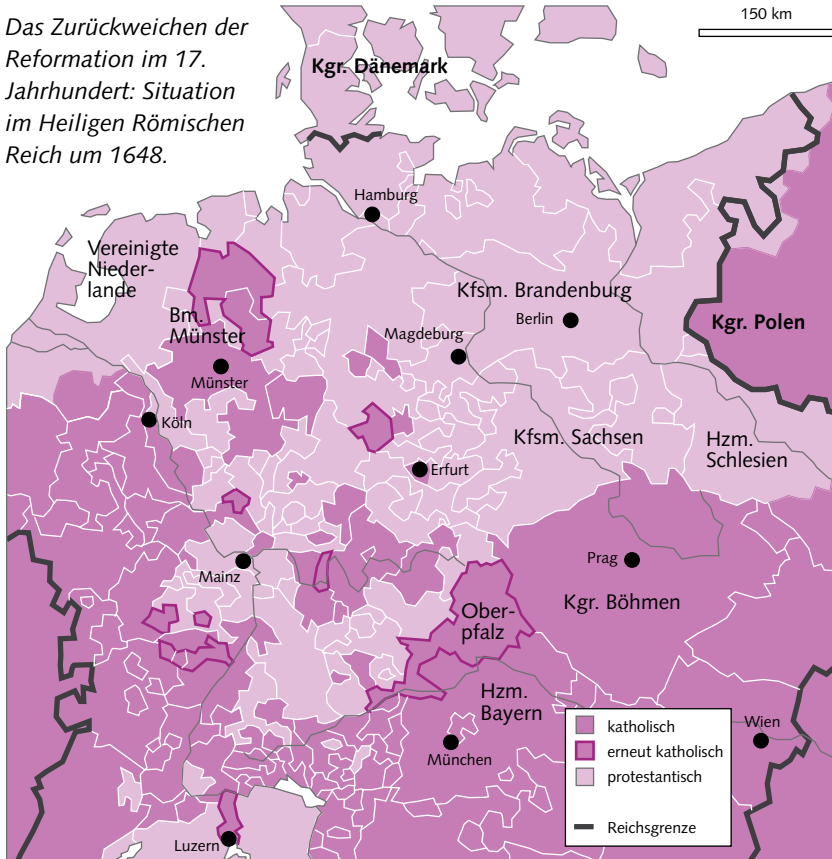 Das Zurückweichen der
Reformation im 17.
Jahrhundert: Situation
im Heiligen Römischen
Reich um 1648.
150 km
Kgr. Dänemark
Hamburg
Vereinigte
Nieder-
lande
Bm.
Münster
Münster
Kfsm. Brandenburg
Berlin
Magdeburg
Kgr. Polen
Köln
Kfsm. Sachsen
Hzm.
Schlesien
Erfurt
Mainz
Prag
Kgr. Böhmen
Ober-
pfalz
Hzm.
Bayern
München
Wien
Luzern
katholisch
erneut katholisch
protestantisch
Reichsgrenze